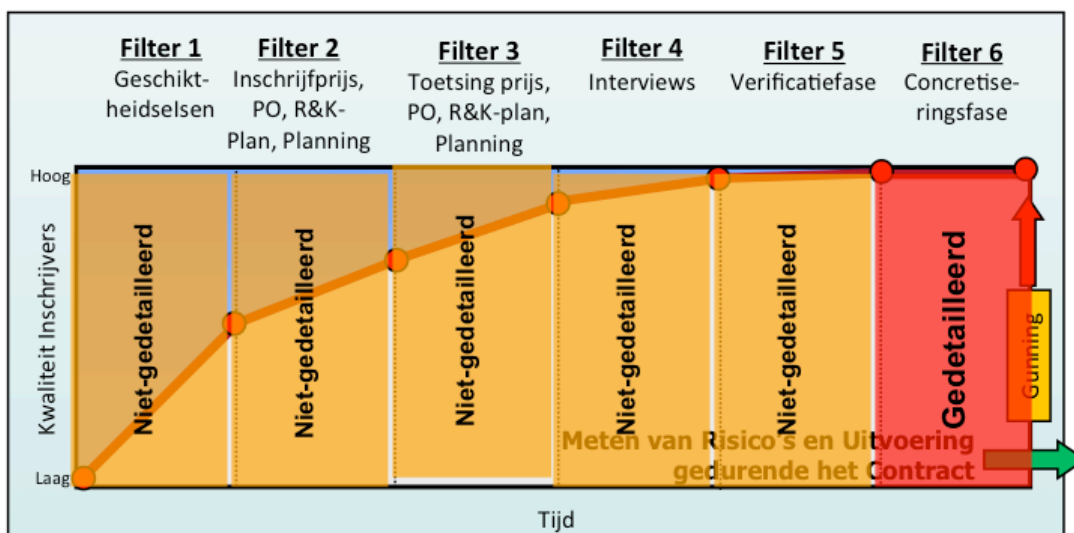 Filter 1
Geschikt-
heidselsen
Filter 2
Inschrijfprijs,
PO, R&K-
Plan, Planning
Filter 3
Toetsing prijs,
PO, R&K-plan,
Planning
Filter 4
Interviews
Filter 5
Verificatiefase
Filter 6
Concretise-
ringsfase
Hoog
Kwaliteit Inschrijvers
Laag
Niet-gedetailleerd
Niet-gedetailleerd
Niet-gedetailleerd
Niet-gedetailleerd
Niet-gedetailleerd
Gedetailleerd
Gunning
Meten van Risico's en Uitvoering
gedurende het Contract
Tijd